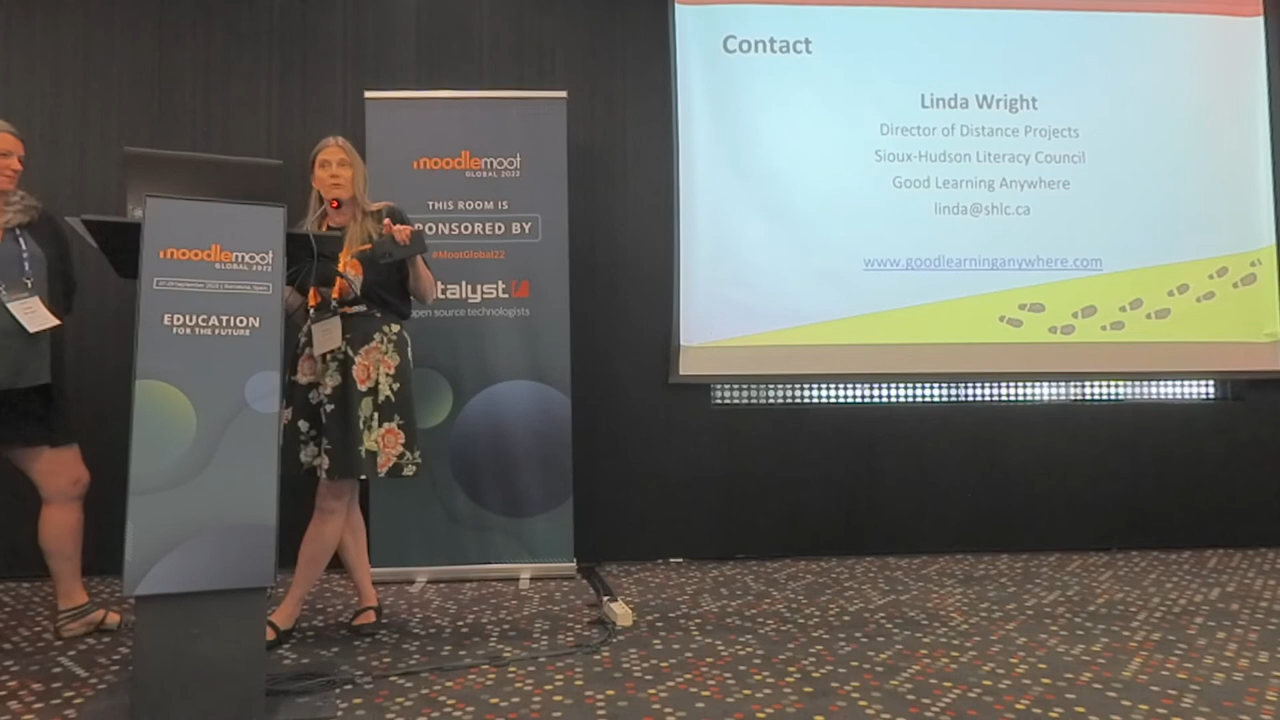 moodlemoot
GLOBAL 2022
EDUCATION
FOR THE FUTURE
moodlemoot
GLOBAL 2022
THIS ROOM IS
PONSORED BY
#MootGlobal22
talyst
open source technologists
Contact
Linda Wright
Director of Distance Projects
Sioux-Hudson Literacy Council
Good Learning Anywhere
linda@shlc.ca
www.goodlearninganywhere.com